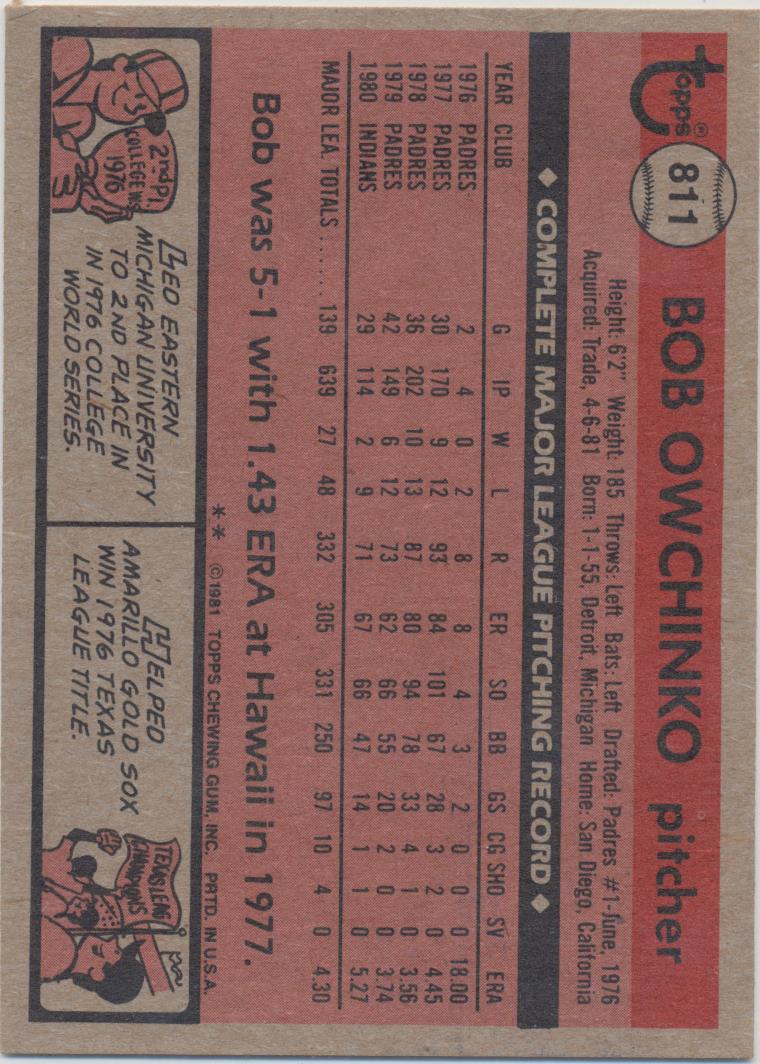 topps®
811
BOB OWCHINKO pitcher
Height: 6'2" Weight: 185 Throws: Left Bats: Left Drafted: Padres #1-June, 1976
Acquired: Trade, 4-6-81 Born: 1-1-55, Detroit, Michigan Home: San Diego, California
◆ COMPLETE MAJOR LEAGUE PITCHING RECORD ◆
YEAR CLUB G IP W L R ER SO BB GS CG SHO SV ERA
1976 PADRES 2 4 0 2 8 8 4 3 2 0 0 0 18.00
1977 PADRES 30 170 9 12 93 84 101 67 28 3 2 0 4.45
1978 PADRES 36 202 10 13 87 80 94 78 33 4 1 0 3.56
1979 PADRES 42 149 6 12 73 62 66 55 20 2 0 0 3.74
1980 INDIANS 29 114 2 9 71 67 66 47 14 1 1 0 5.27
MAJOR LEA. TOTALS ...... 139 639 27 48 332 305 331 250 97 10 4 0 4.30
Bob was 5-1 with 1.43 ERA at Hawaii in 1977.
** ©1981 TOPPS CHEWING GUM, INC. PRTD. IN U.S.A.
2nd Pl.
COLLEGE W.S.
1976
LED EASTERN
MICHIGAN UNIVERSITY
TO 2ND PLACE IN
IN 1976 COLLEGE
WORLD SERIES.
HELPED
AMARILLO GOLD SOX
WIN 1976 TEXAS
LEAGUE TITLE.
TEXAS LEAG
CHAMPIONS